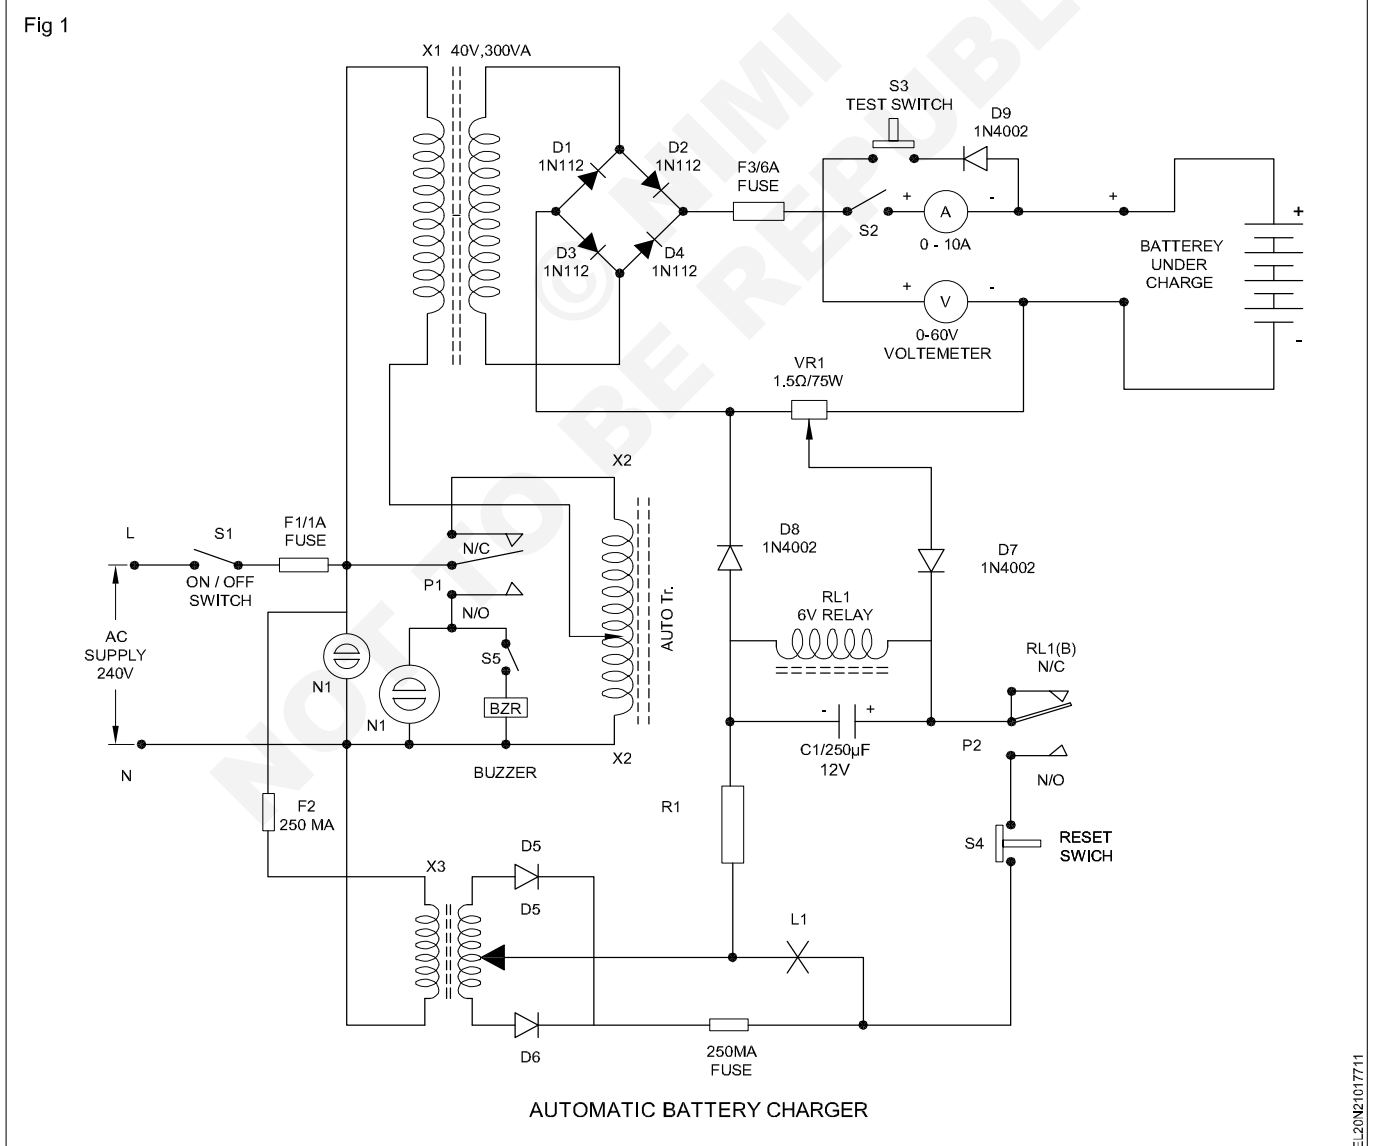 Fig 1
X1 40V,300VA
S3
TEST SWITCH
D9
1N4002
D1
1N112
D2
1N112
F3/6A
FUSE
+
A
-
+
+
S2
0 - 10A
D3
1N112
D4
1N112
BATTEREY
UNDER
CHARGE
+
V
-
-
0-60V
VOLTEMETER
VR1
1.5Ω/75W
X2
L
S1
F1/1A
FUSE
N/C
D8
1N4002
D7
1N4002
ON / OFF
SWITCH
P1
N/O
AUTO Tr.
RL1
6V RELAY
AC
SUPPLY
240V
S5
RL1(B)
N/C
N1
N1
BZR
-
+
P2
C1/250µF
12V
N
BUZZER
X2
N/O
F2
250 MA
R1
S4
RESET
SWICH
X3
D5
D5
L1
D6
250MA
FUSE
AUTOMATIC BATTERY CHARGER
EL20N21017711
© NIMI
NOT TO BE REPUBL